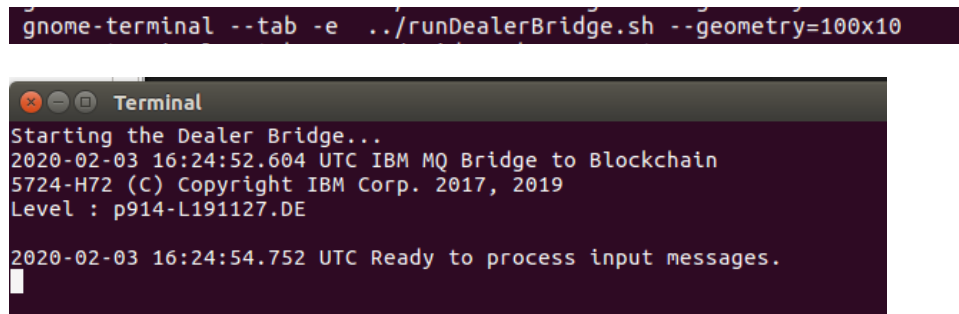 gnome-terminal --tab -e  ../runDealerBridge.sh --geometry=100x10
Terminal
Starting the Dealer Bridge...
2020-02-03 16:24:52.604 UTC IBM MQ Bridge to Blockchain
5724-H72 (C) Copyright IBM Corp. 2017, 2019
Level : p914-L191127.DE
2020-02-03 16:24:54.752 UTC Ready to process input messages.